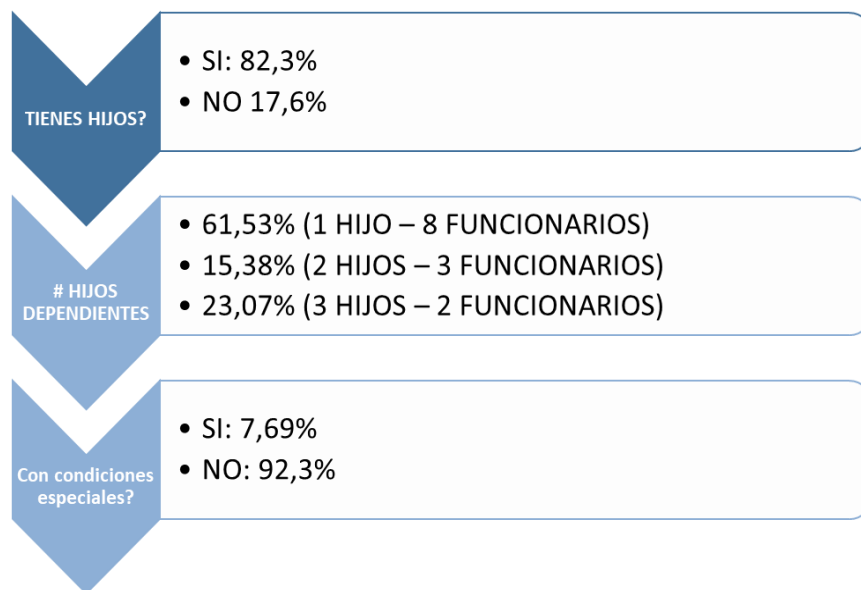 TIENES HIJOS?
• SI: 82,3%
• NO 17,6%
# HIJOS
DEPENDIENTES
• 61,53% (1 HIJO – 8 FUNCIONARIOS)
• 15,38% (2 HIJOS – 3 FUNCIONARIOS)
• 23,07% (3 HIJOS – 2 FUNCIONARIOS)
Con condiciones
especiales?
• SI: 7,69%
• NO: 92,3%